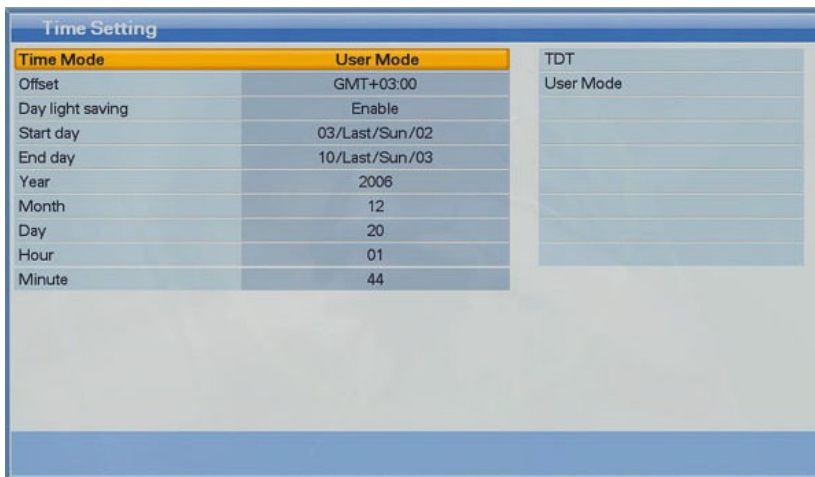 Time Setting
Time Mode User Mode
Offset GMT+03:00
Day light saving Enable
Start day 03/Last/Sun/02
End day 10/Last/Sun/03
Year 2006
Month 12
Day 20
Hour 01
Minute 44
TDT
User Mode